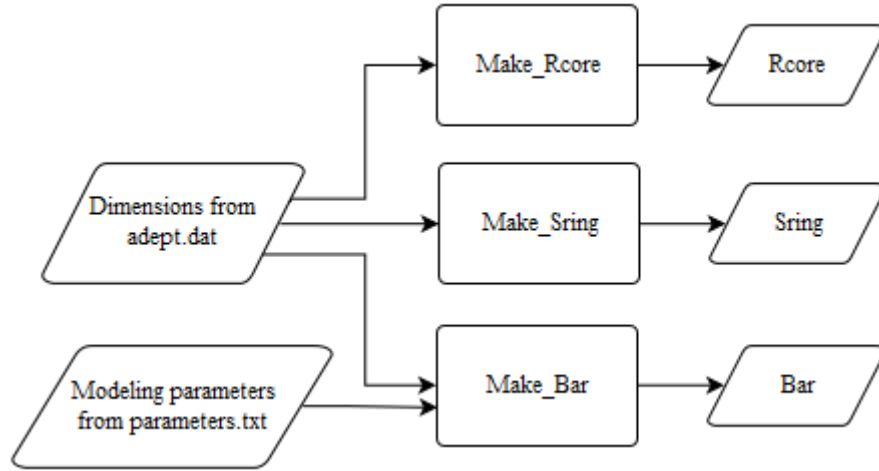 Make_Rcore
Rcore
Dimensions from
adept.dat
Make_Sring
Sring
Modeling parameters
from parameters.txt
Make_Bar
Bar